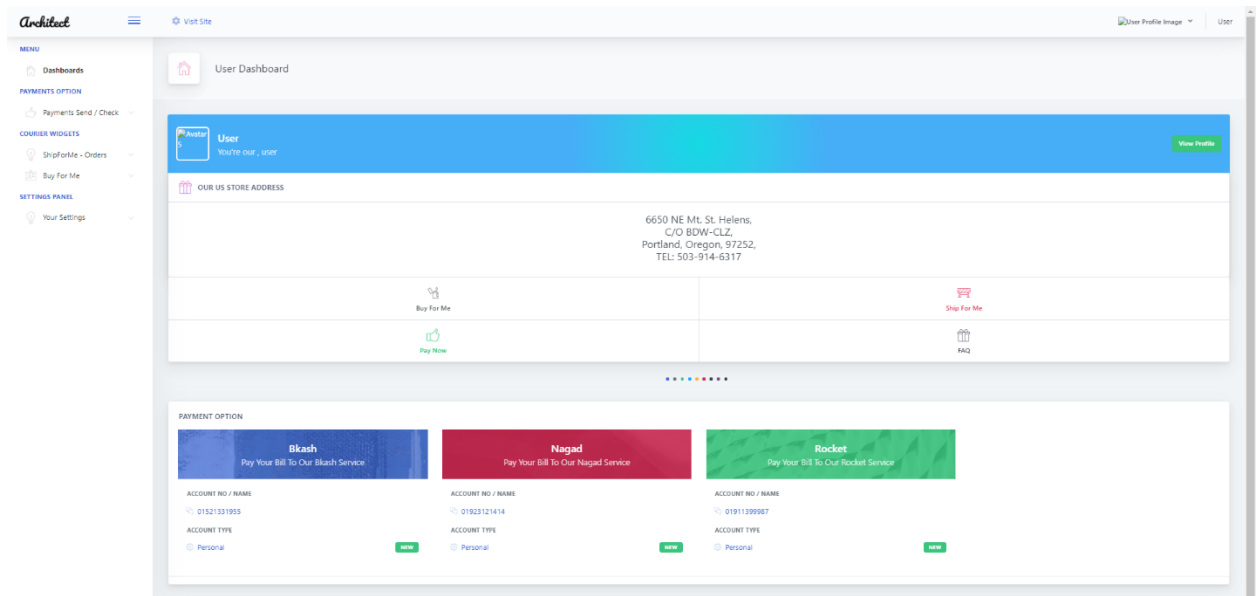 Architect
Visit Site
User Profile Image
User
MENU
Dashboards
PAYMENTS OPTION
Payments Send / Check
COURIER WIDGETS
ShipForMe - Orders
Buy For Me
SETTINGS PANEL
Your Settings
User Dashboard
Avatar
5
User
You're our , user
View Profile
OUR US STORE ADDRESS
6650 NE Mt. St. Helens,
C/O BDW-CLZ,
Portland, Oregon, 97252,
TEL: 503-914-6317
Buy For Me
Ship For Me
Pay Now
FAQ
PAYMENT OPTION
Bkash
Pay Your Bill To Our Bkash Service
ACCOUNT NO / NAME
01521331955
ACCOUNT TYPE
Personal
NEW
Nagad
Pay Your Bill To Our Nagad Service
ACCOUNT NO / NAME
01923121414
ACCOUNT TYPE
Personal
NEW
Rocket
Pay Your Bill To Our Rocket Service
ACCOUNT NO / NAME
01911399987
ACCOUNT TYPE
Personal
NEW